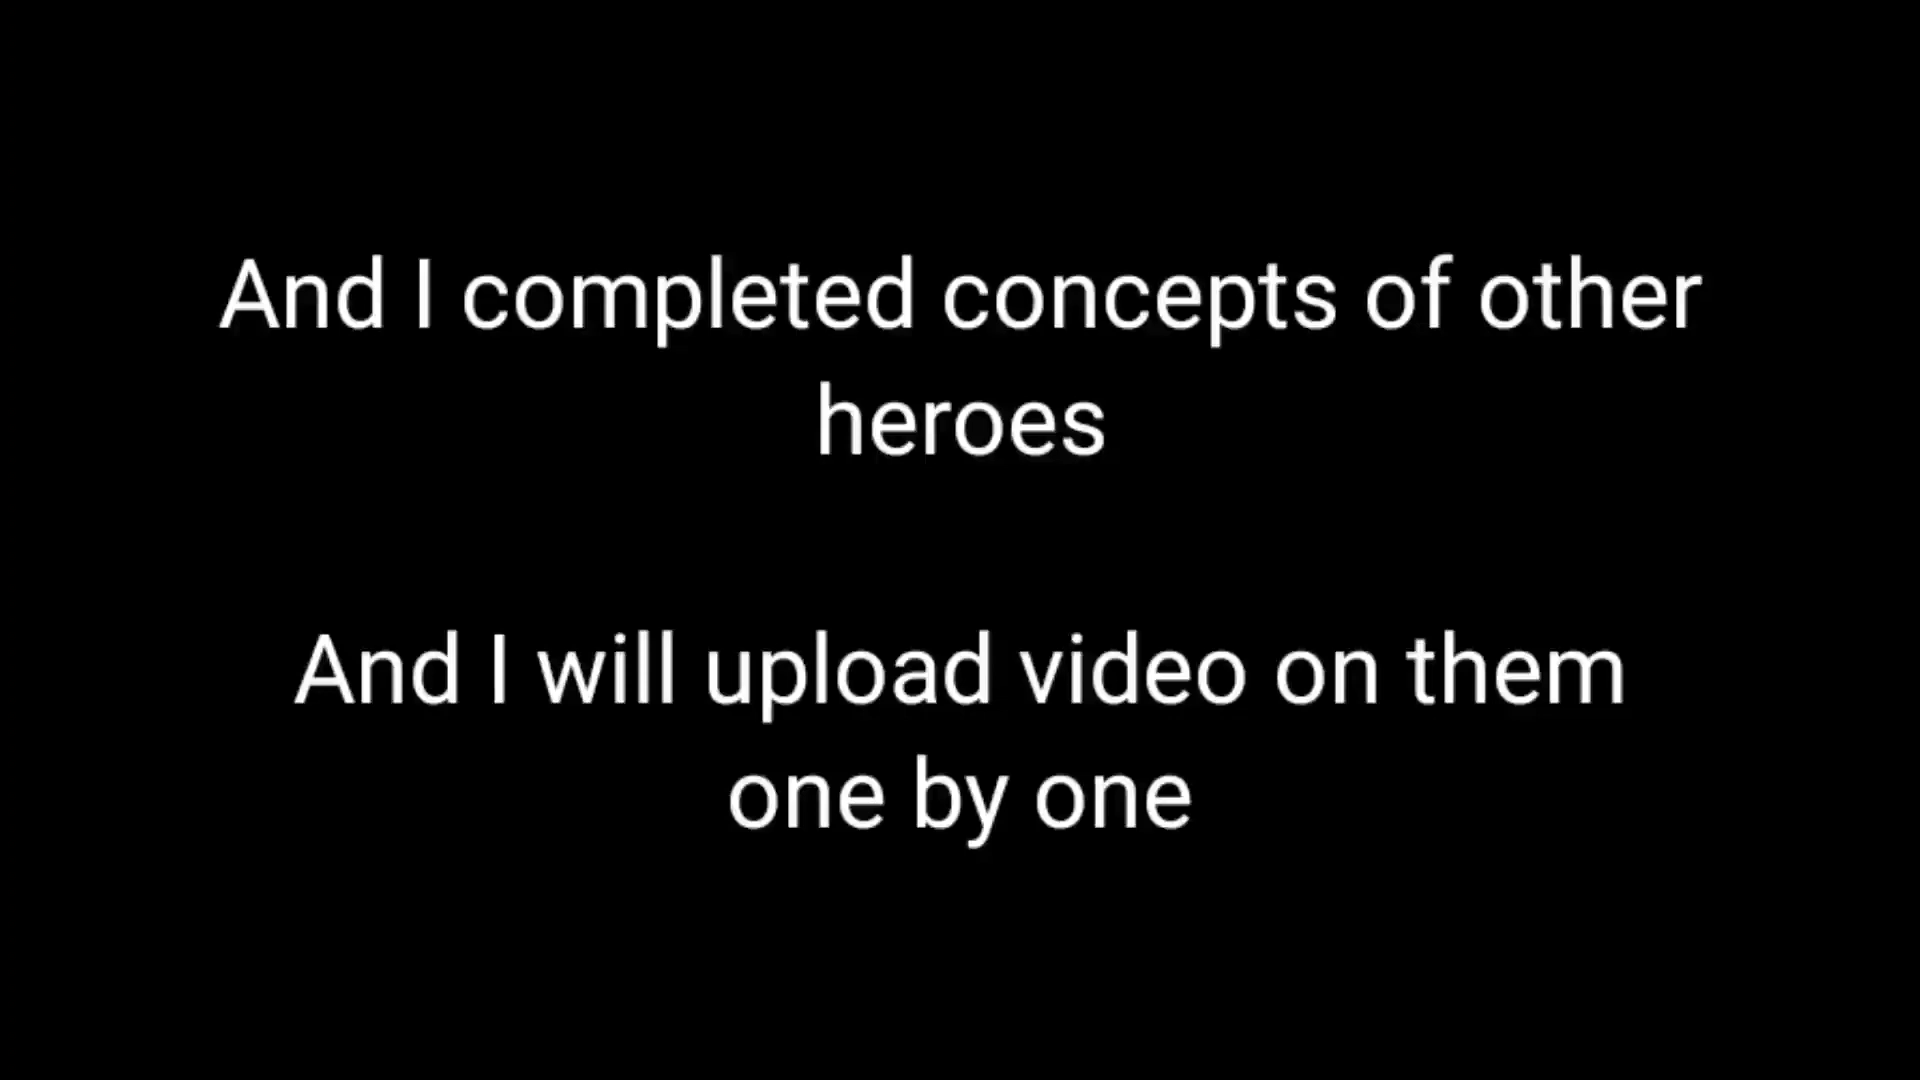 And I completed concepts of other
heroes
And I will upload video on them
one by one